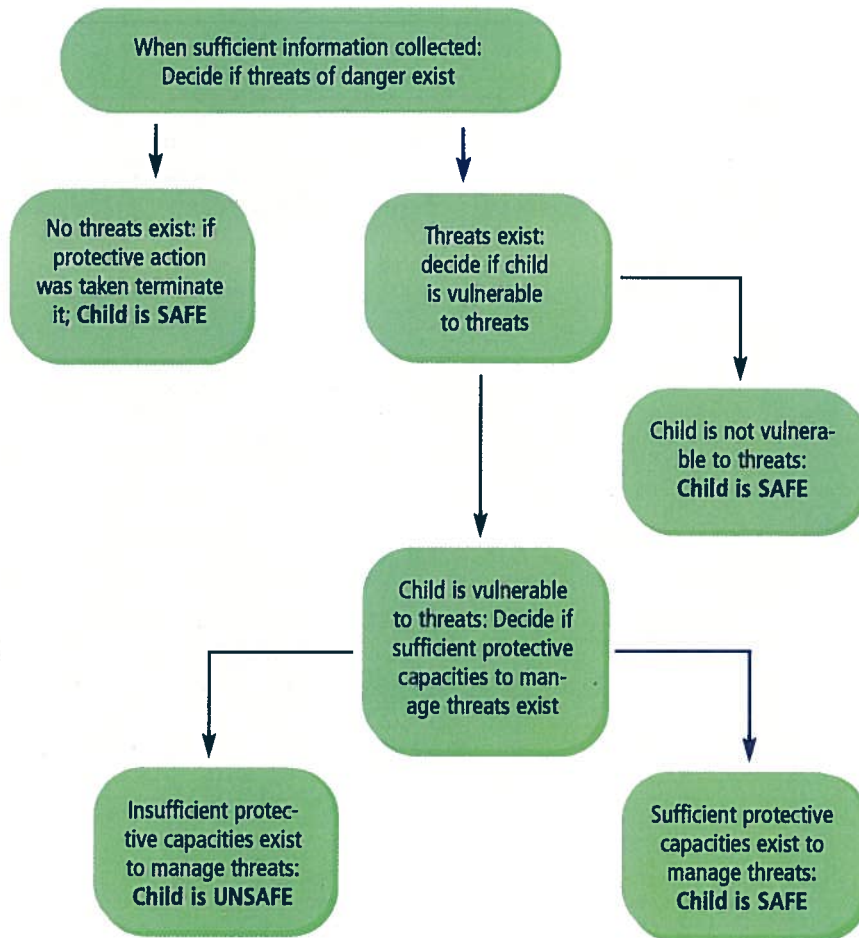 When sufficient information collected:
Decide if threats of danger exist
No threats exist: if
protective action
was taken terminate
it; Child is SAFE
Threats exist:
decide if child
is vulnerable
to threats
Child is not vulnera-
ble to threats:
Child is SAFE
Child is vulnerable
to threats: Decide if
sufficient protective
capacities to man-
age threats exist
Insufficient protec-
tive capacities exist
to manage threats:
Child is UNSAFE
Sufficient protective
capacities exist to
manage threats:
Child is SAFE